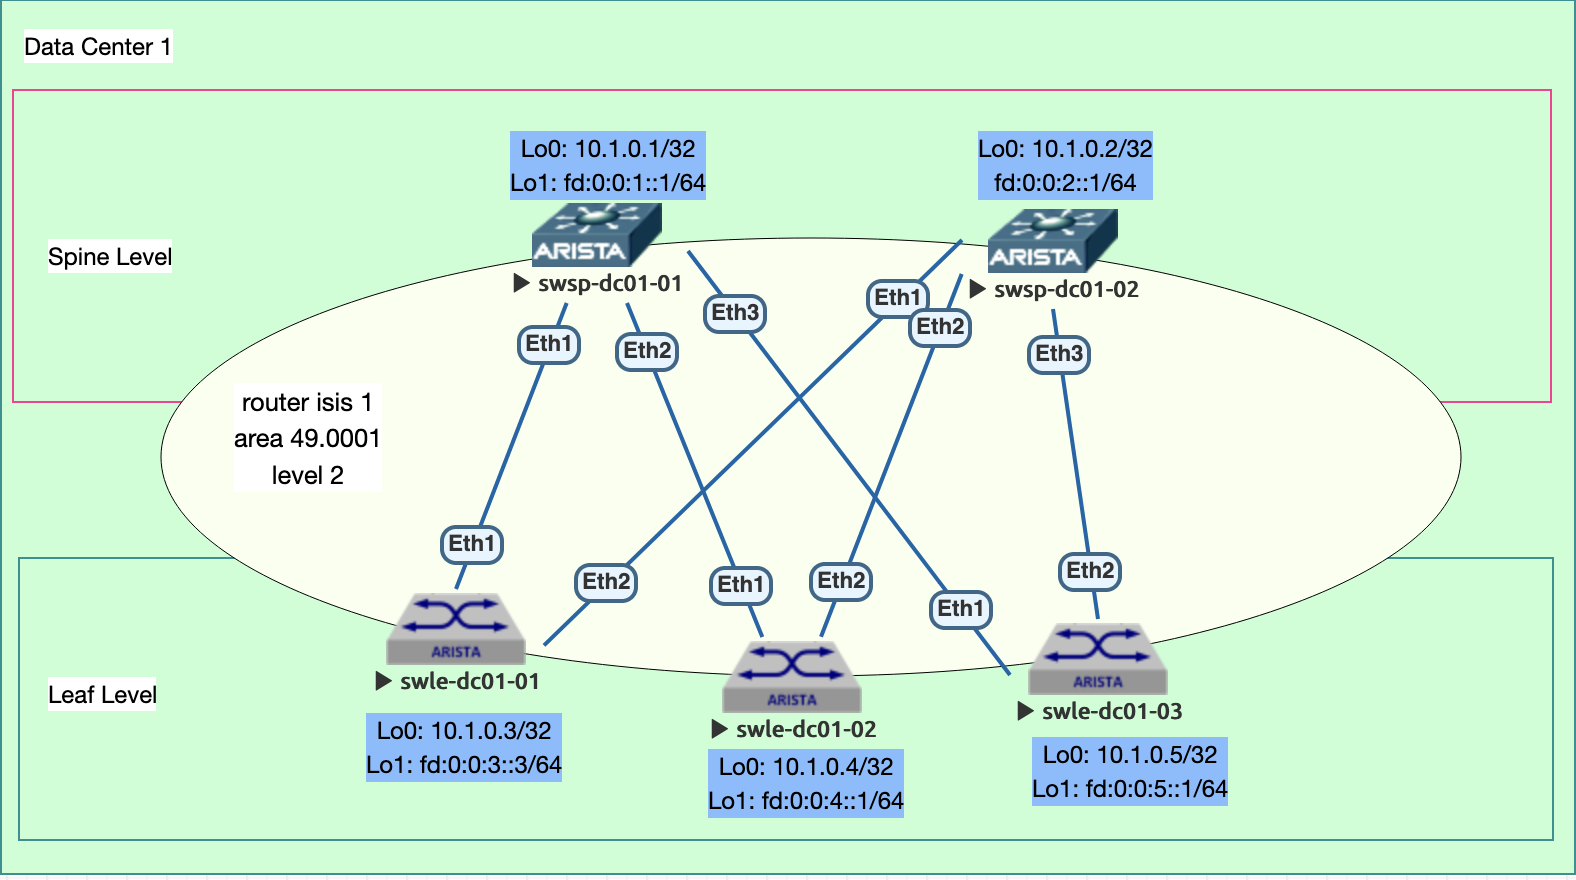 Data Center 1
Lo0: 10.1.0.1/32
Lo1: fd:0:0:1::1/64
Lo0: 10.1.0.2/32
fd:0:0:2::1/64
Spine Level
ARISTA
ARISTA
swsp-dc01-01
swsp-dc01-02
Eth1
Eth2
Eth3
Eth1
Eth2
Eth3
router isis 1
area 49.0001
level 2
Eth1
Eth2
Eth1
Eth2
Eth1
Eth2
Leaf Level
ARISTA
swle-dc01-01
Lo0: 10.1.0.3/32
Lo1: fd:0:0:3::3/64
ARISTA
swle-dc01-02
Lo0: 10.1.0.4/32
Lo1: fd:0:0:4::1/64
ARISTA
swle-dc01-03
Lo0: 10.1.0.5/32
Lo1: fd:0:0:5::1/64